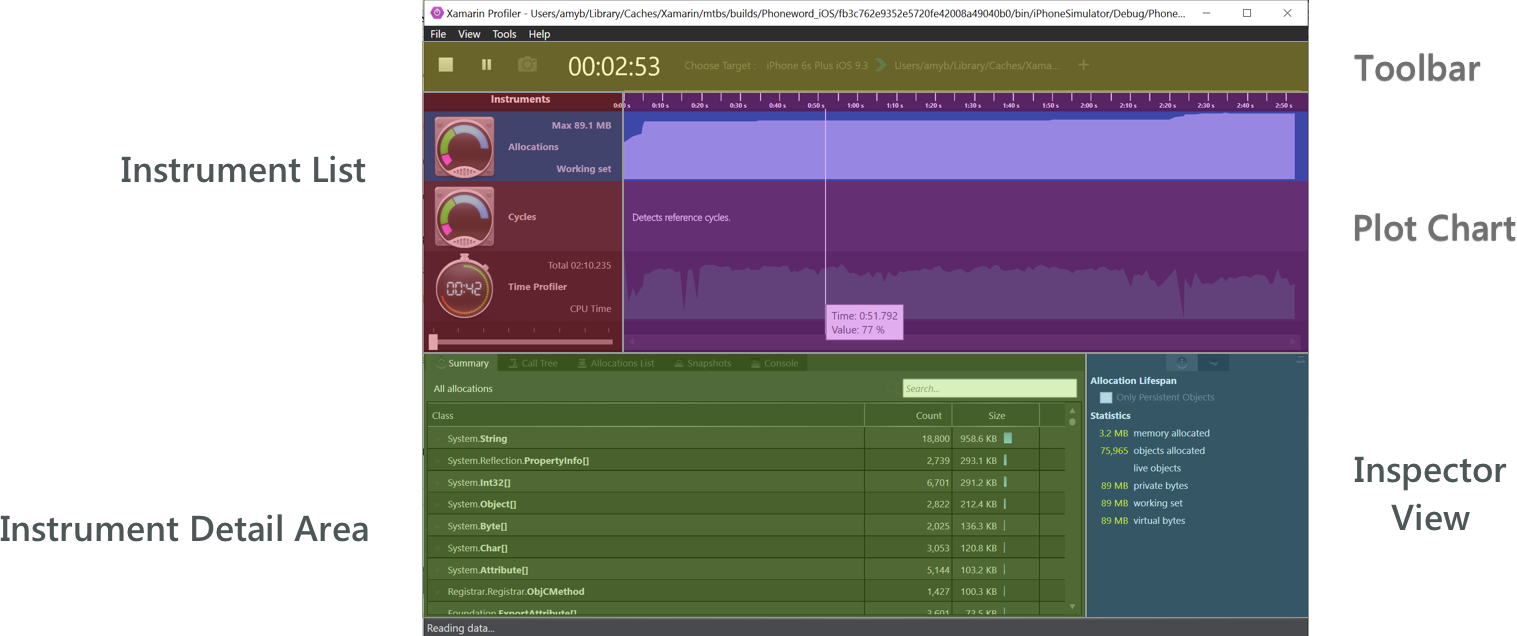 Xamarin Profiler - Users/amyb/Library/Caches/Xamarin/mtbs/builds/Phoneword_iOS/fb3c762e9352e5720fe42008a49040b0/bin/iPhoneSimulator/Debug/Phone...
File View Tools Help
00:02:53 Choose Target : iPhone 6s Plus iOS 9.3 Users/amyb/Library/Caches/Xama... +
Toolbar
Instruments
0:00 s 0:10 s 0:20 s 0:30 s 0:40 s 0:50 s 1:00 s 1:10 s 1:20 s 1:30 s 1:40 s 1:50 s 2:00 s 2:10 s 2:20 s 2:30 s 2:40 s 2:50 s
Instrument List
Max 89.1 MB
Allocations
Working set
Cycles
Detects reference cycles.
Plot Chart
Total 02:10.235
00:42
Time Profiler
CPU Time
Time: 0:51.792
Value: 77 %
Summary Call Tree Allocations List Snapshots Console
All allocations
Search...
Class Count Size
System.String 18,800 958.6 KB
System.Reflection.PropertyInfo[] 2,739 293.1 KB
System.Int32[] 6,701 291.2 KB
System.Object[] 2,822 212.4 KB
System.Byte[] 2,025 136.3 KB
System.Char[] 3,053 120.8 KB
System.Attribute[] 5,144 103.2 KB
Registrar.Registrar.ObjCMethod 1,427 100.3 KB
Foundation.ExportAttribute[] 3,601 72.5 KB
Instrument Detail Area
Allocation Lifespan
Only Persistent Objects
Statistics
3.2 MB memory allocated
75,965 objects allocated
live objects
89 MB private bytes
89 MB working set
89 MB virtual bytes
Inspector
View
Reading data...